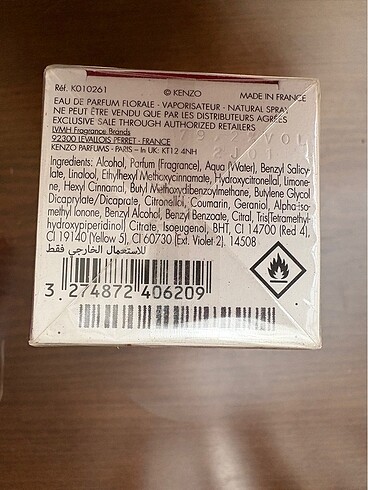 Réf. K010261 © KENZO MADE IN FRANCE
EAU DE PARFUM FLORALE - VAPORISATEUR - NATURAL SPRAY
NE PEUT ÊTRE VENDU QUE PAR LES DISTRIBUTEURS AGRÉÉS
EXCLUSIVE SALE THROUGH AUTHORIZED RETAILERS
LVMH Fragrance Brands
92300 LEVALLOIS PERRET - FRANCE
KENZO PARFUMS - PARIS - In UK: KT12 4NH
Ingredients: Alcohol, Parfum (Fragrance), Aqua (Water), Benzyl Salicy-
late, Linalool, Ethylhexyl Methoxycinnamate, Hydroxycitronellal, Limone-
ne, Hexyl Cinnamal, Butyl Methoxydibenzoylmethane, Butylene Glycol
Dicaprylate/Dicaprate, Citronellol, Coumarin, Geraniol, Alpha-Iso-
methyl Ionone, Benzyl Alcohol, Benzyl Benzoate, Citral, Tris(Tetramethyl-
hydroxypiperidinol) Citrate, Isoeugenol, BHT, CI 14700 (Red 4),
CI 19140 (Yellow 5), CI 60730 (Ext. Violet 2). 14508
للاستعمال الخارجي فقط
3 274872 406209